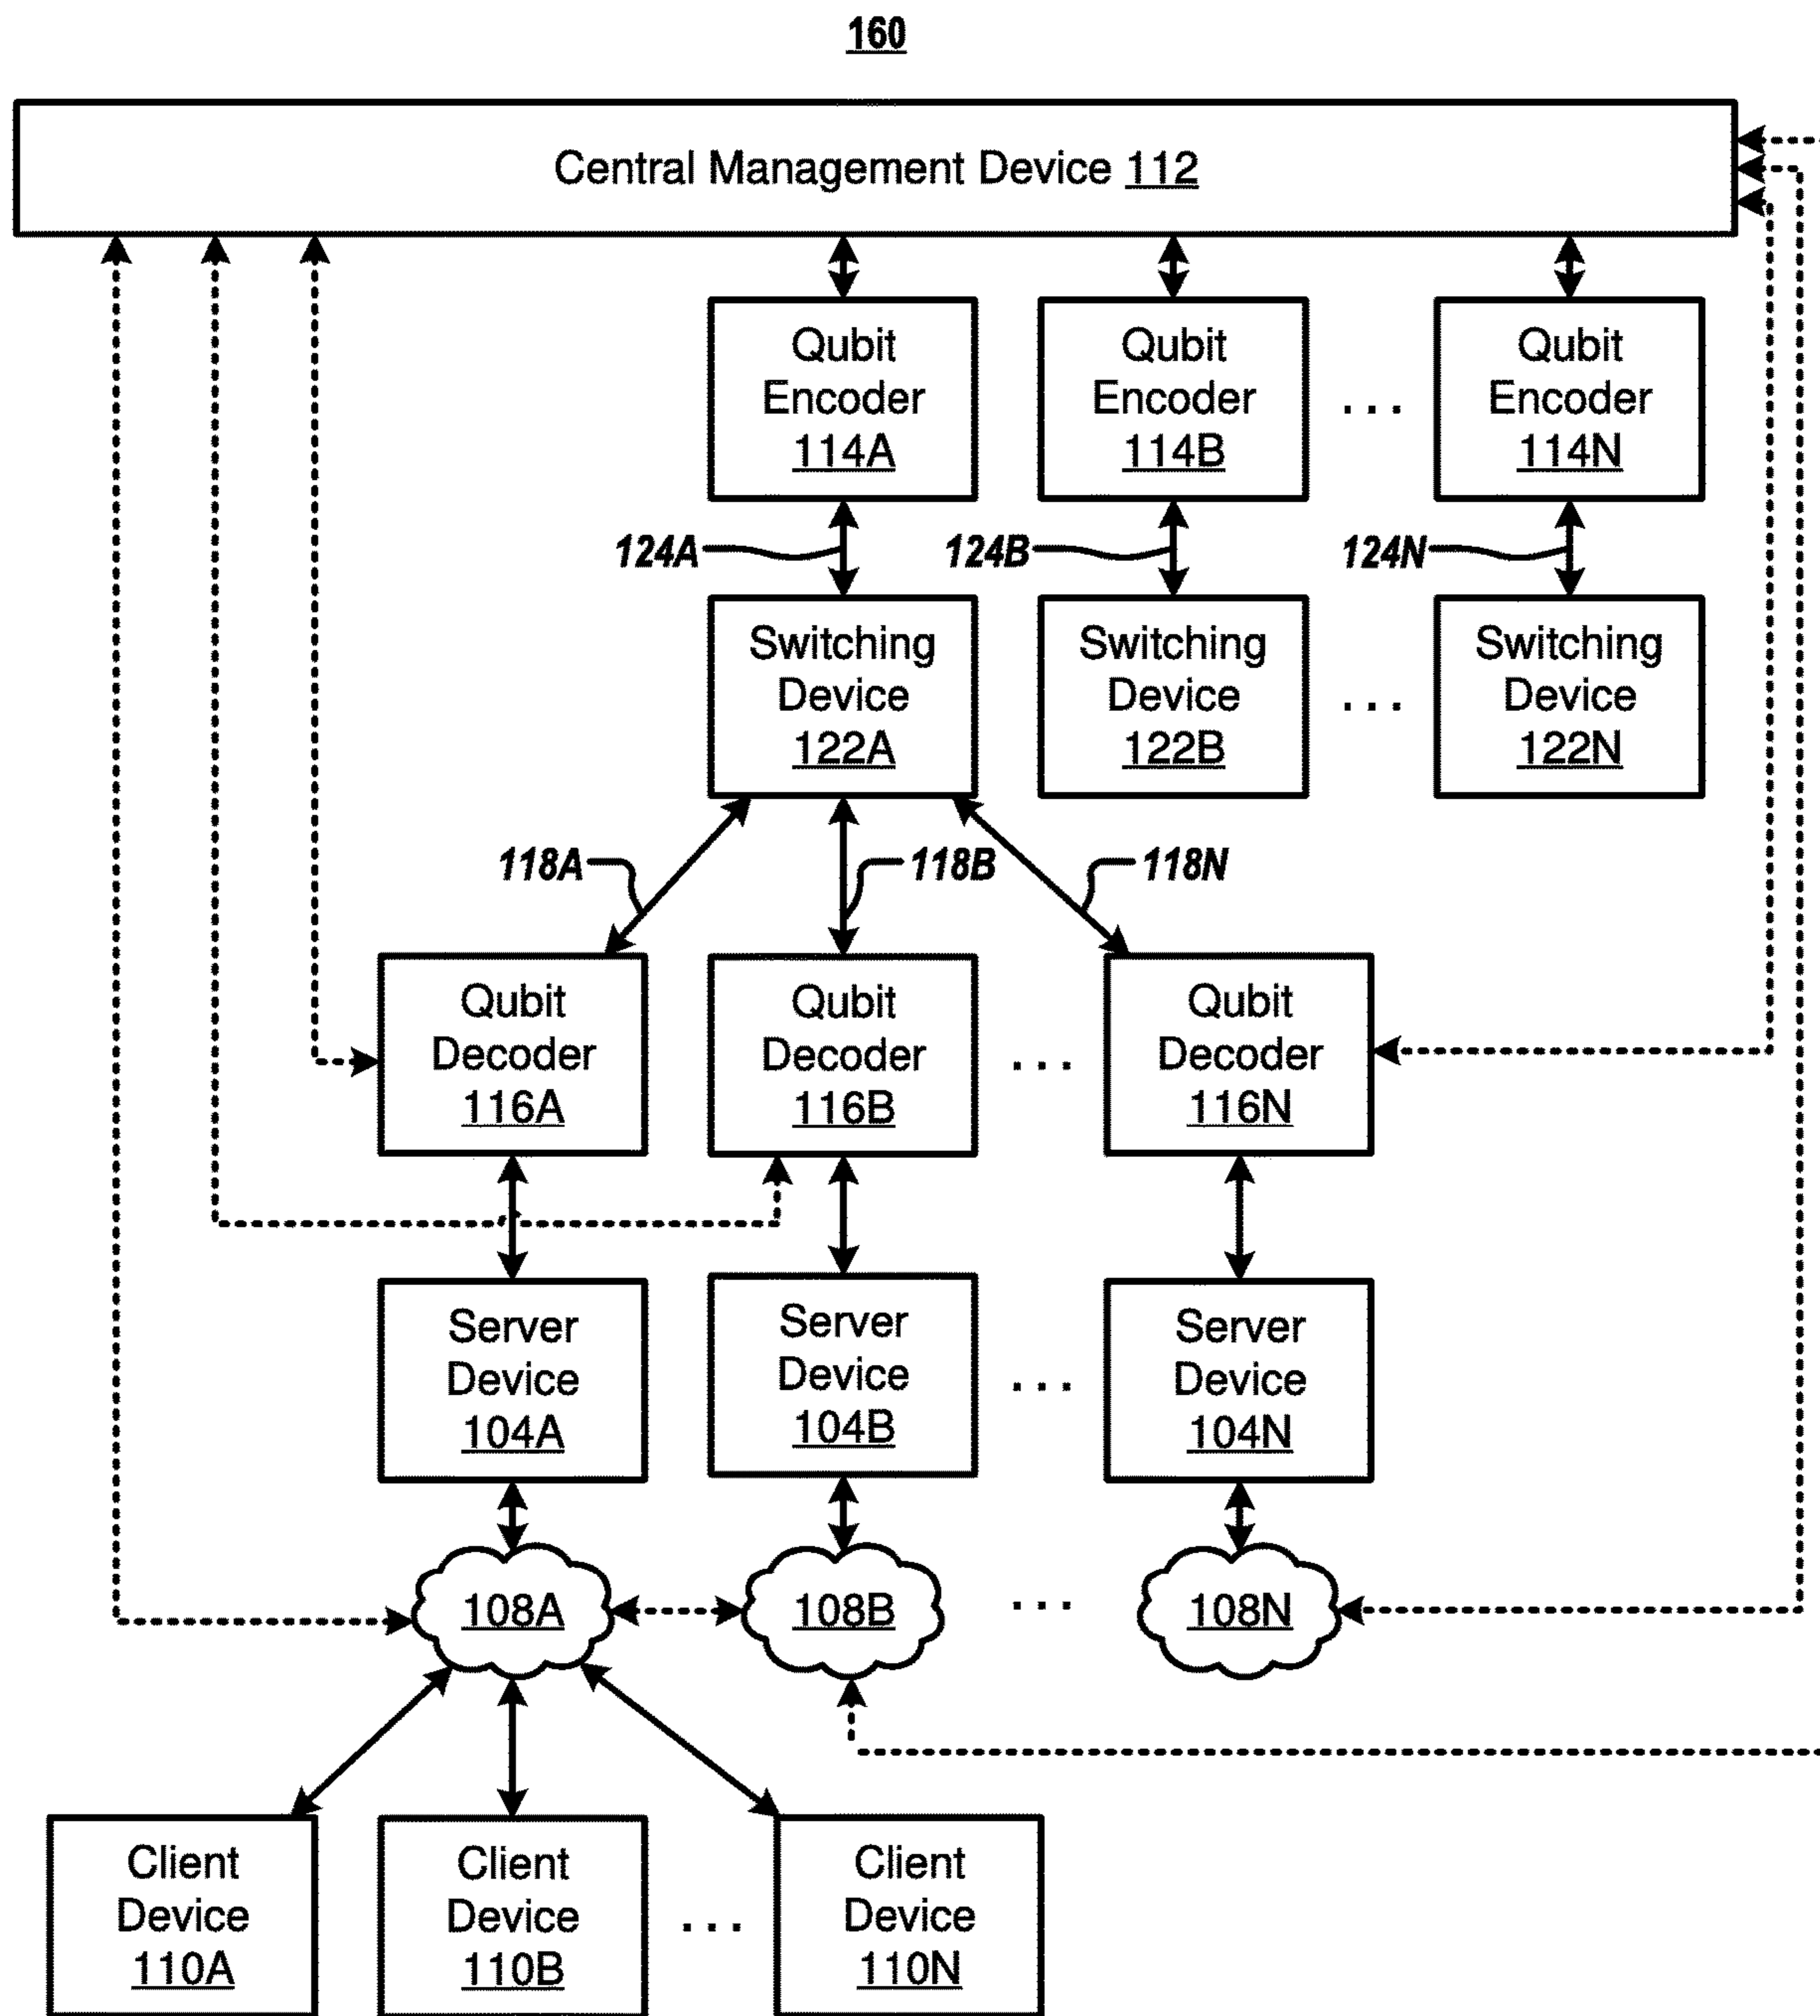 160
Central Management Device 112
Qubit
Encoder
114A
Qubit
Encoder
114B
...
Qubit
Encoder
114N
124A
124B
124N
Switching
Device
122A
Switching
Device
122B
...
Switching
Device
122N
118A
118B
118N
Qubit
Decoder
116A
Qubit
Decoder
116B
...
Qubit
Decoder
116N
Server
Device
104A
Server
Device
104B
...
Server
Device
104N
108A
108B
...
108N
Client
Device
110A
Client
Device
110B
...
Client
Device
110N